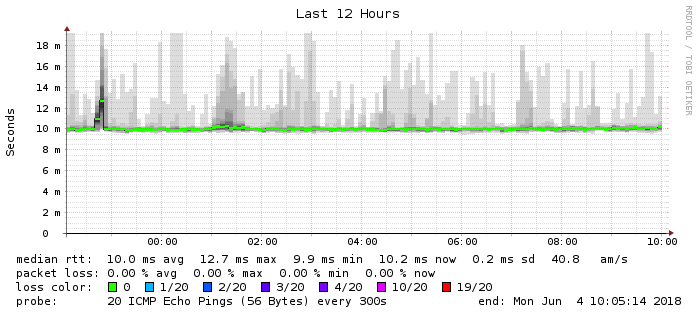 Last 12 Hours
RRDTOOL / TOBI OETIKER
Seconds
18 m
16 m
14 m
12 m
10 m
8 m
6 m
4 m
2 m
0
00:00 02:00 04:00 06:00 08:00 10:00
median rtt: 10.0 ms avg 12.7 ms max 9.9 ms min 10.2 ms now 0.2 ms sd 40.8 am/s
packet loss: 0.00 % avg 0.00 % max 0.00 % min 0.00 % now
loss color: 0 1/20 2/20 3/20 4/20 10/20 19/20
probe: 20 ICMP Echo Pings (56 Bytes) every 300s end: Mon Jun 4 10:05:14 2018